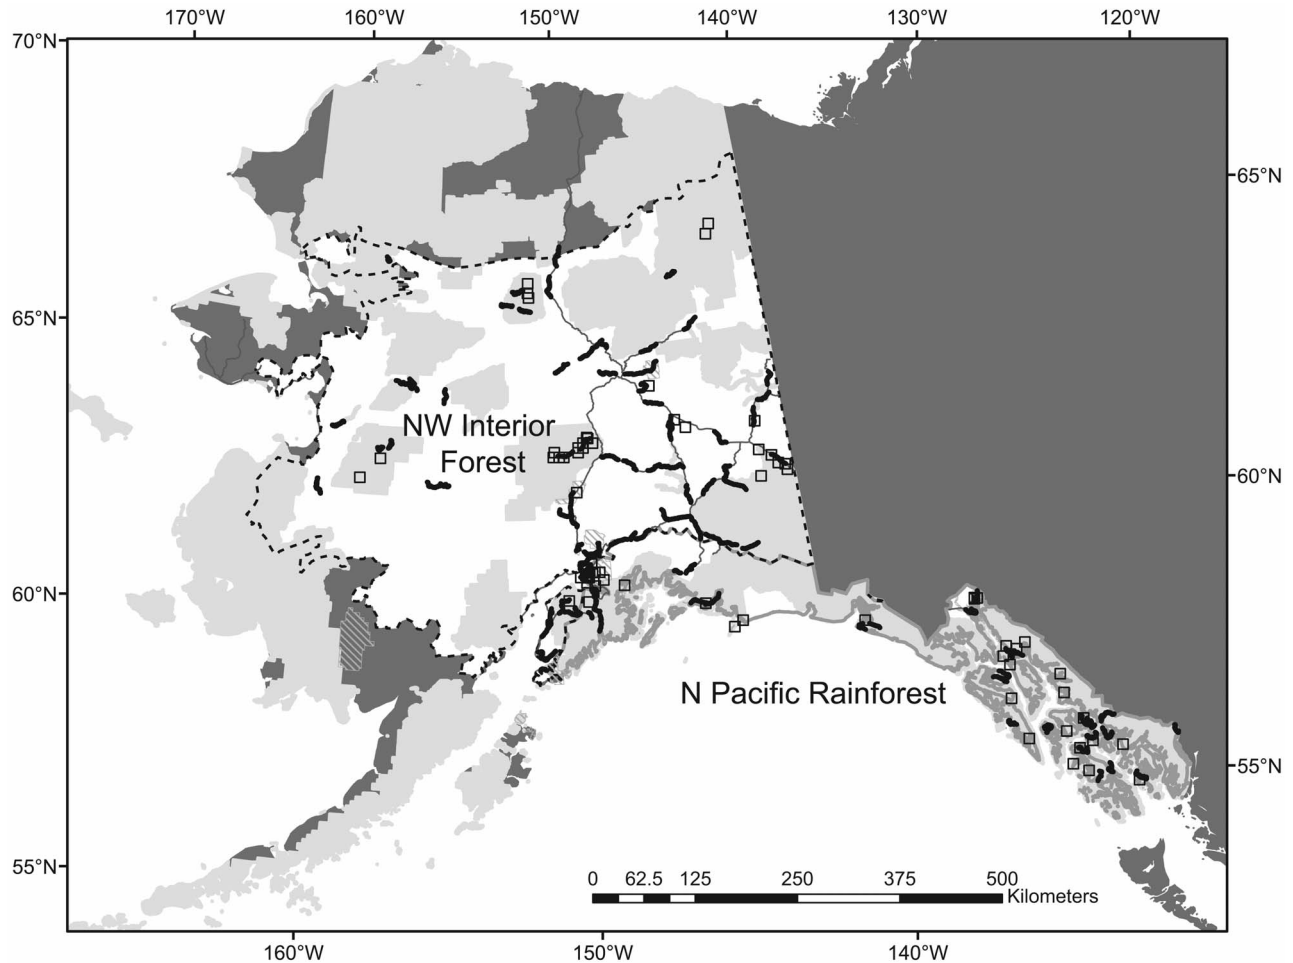 170°W 160°W 150°W 140°W 130°W 120°W
70°N
65°N
65°N
NW Interior
Forest
60°N
60°N
N Pacific Rainforest
55°N
55°N
0 62.5 125 250 375 500
Kilometers
160°W 150°W 140°W